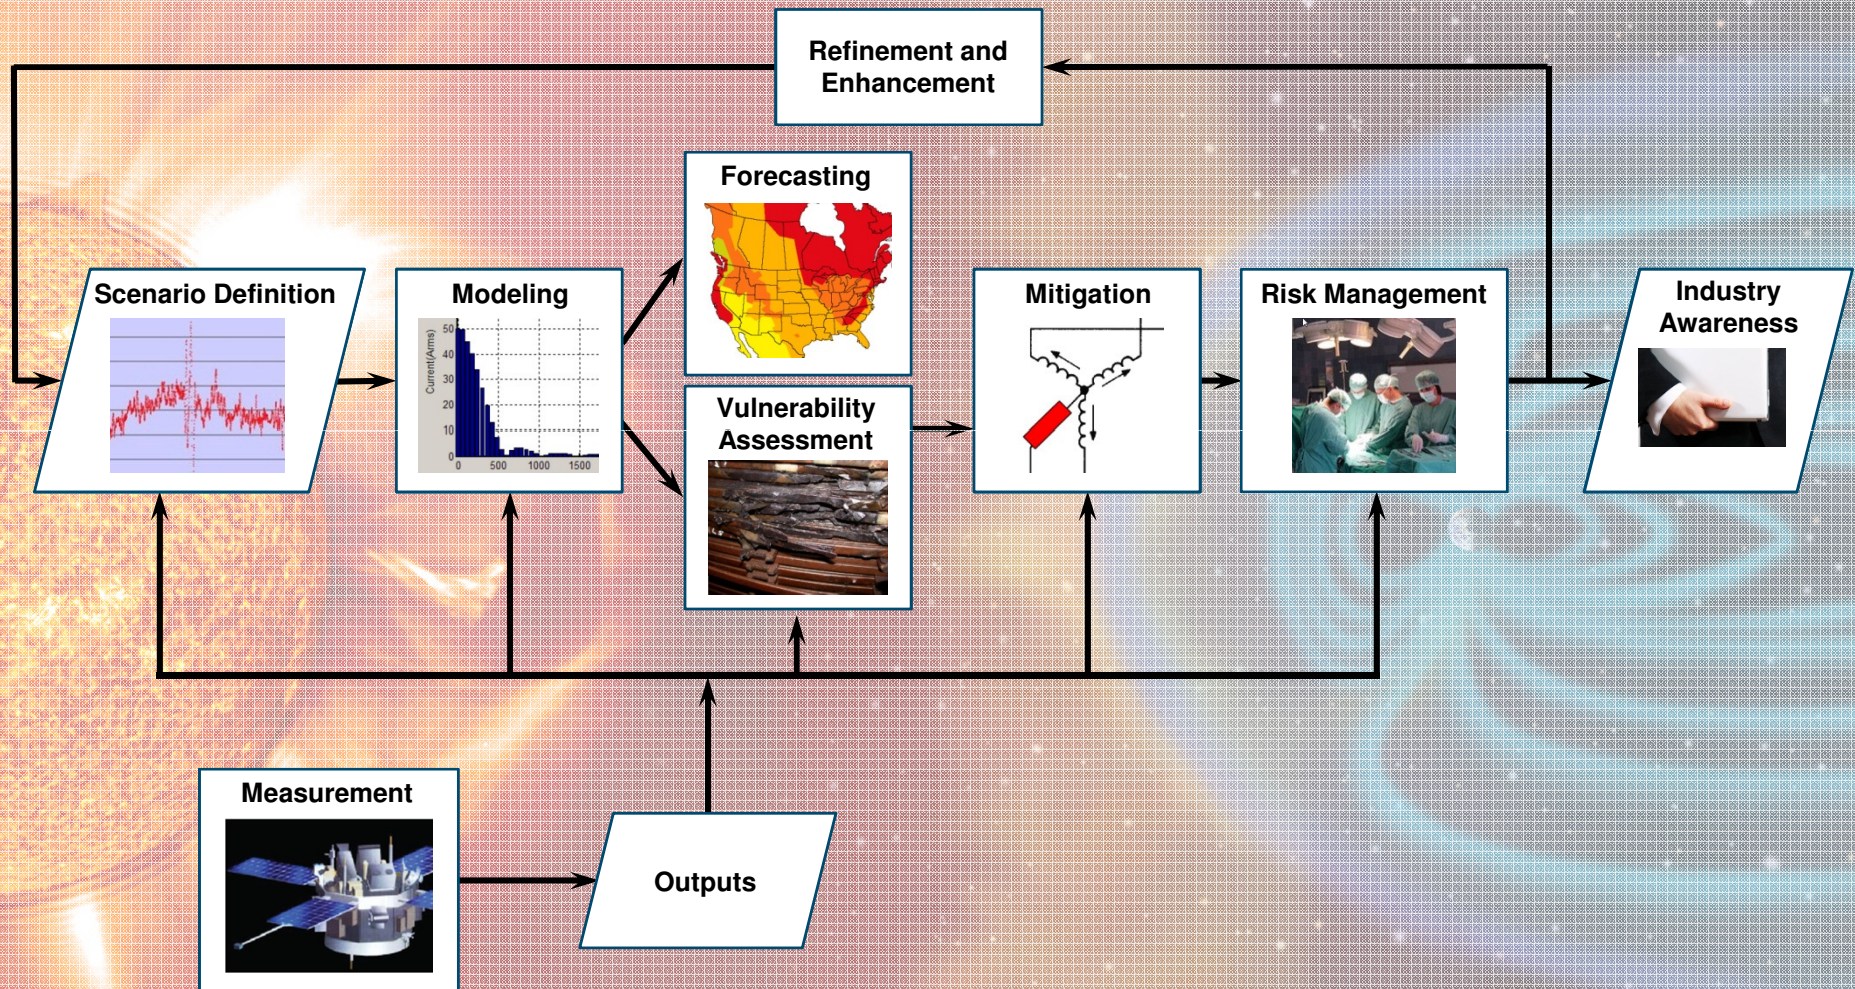 Refinement and
Enhancement
Forecasting
Scenario Definition
Modeling
Mitigation
Risk Management
Industry
Awareness
Current(Arms)
50
40
30
20
10
0
0 500 1000 1500
Vulnerability
Assessment
Measurement
Outputs